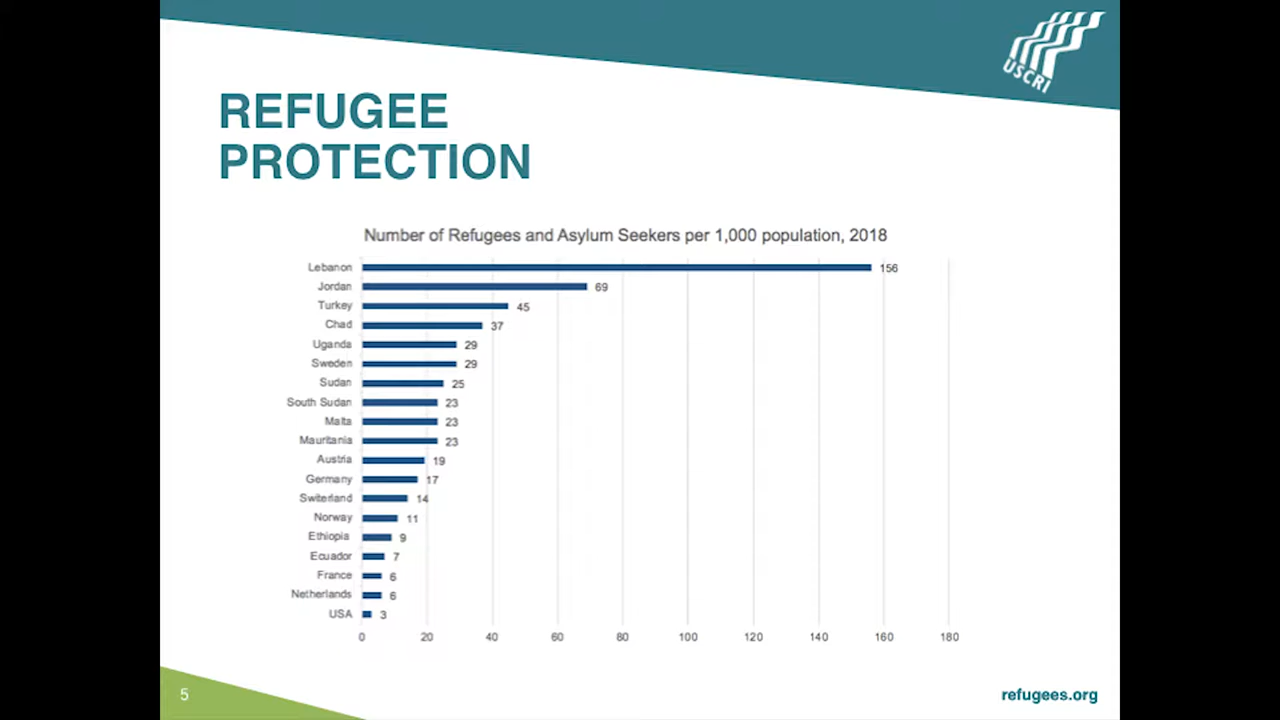 USCRI
REFUGEE
PROTECTION
Number of Refugees and Asylum Seekers per 1,000 population, 2018
Lebanon 156
Jordan 69
Turkey 45
Chad 37
Uganda 29
Sweden 29
Sudan 25
South Sudan 23
Malta 23
Mauritania 23
Austria 19
Germany 17
Switerland 14
Norway 11
Ethiopia 9
Ecuador 7
France 6
Netherlands 6
USA 3
0 20 40 60 80 100 120 140 160 180
5
refugees.org